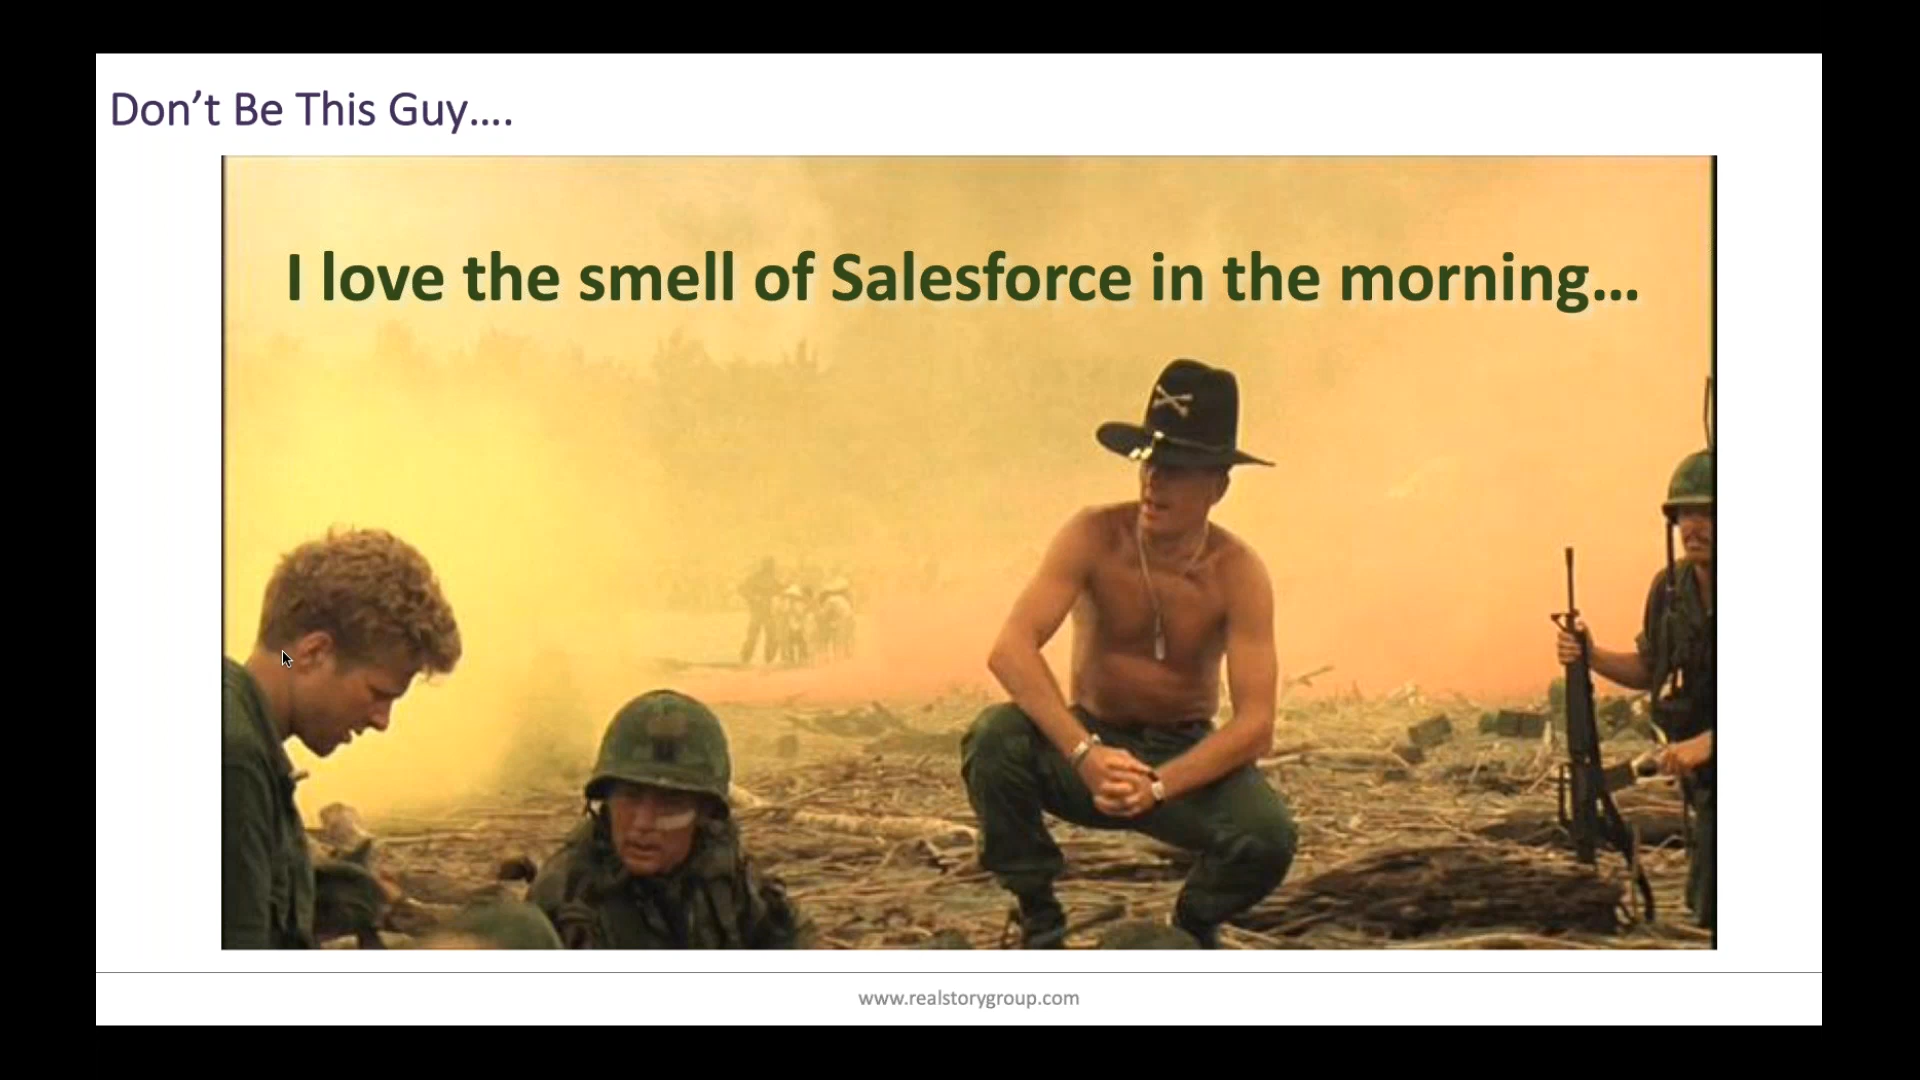 Don’t Be This Guy....
I love the smell of Salesforce in the morning...
www.realstorygroup.com